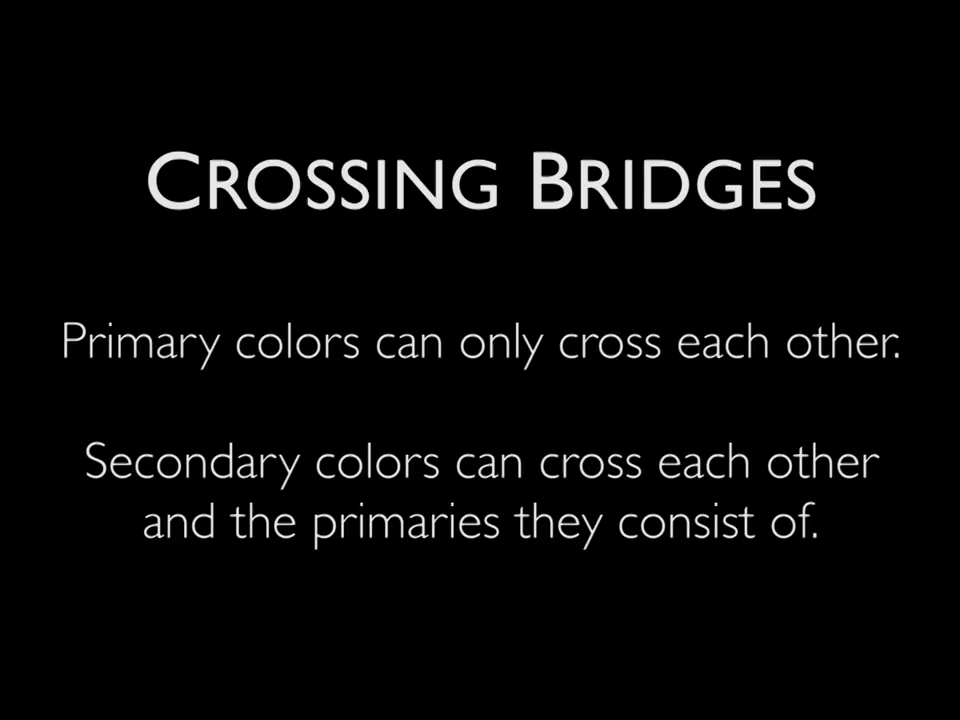 CROSSING BRIDGES
Primary colors can only cross each other.
Secondary colors can cross each other
and the primaries they consist of.